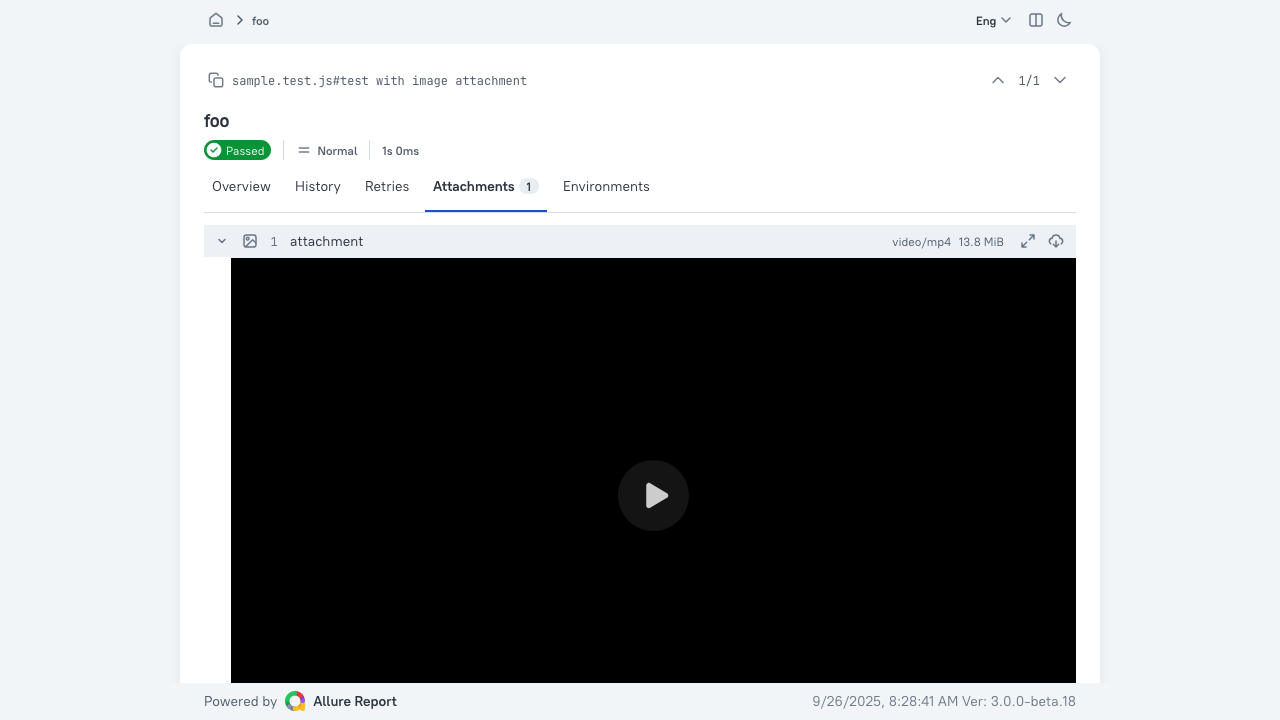 foo
Eng
sample.test.js#test with image attachment
1/1
foo
Passed
Normal
1s 0ms
Overview
History
Retries
Attachments 1
Environments
1 attachment
video/mp4 13.8 MiB
Powered by Allure Report
9/26/2025, 8:28:41 AM Ver: 3.0.0-beta.18